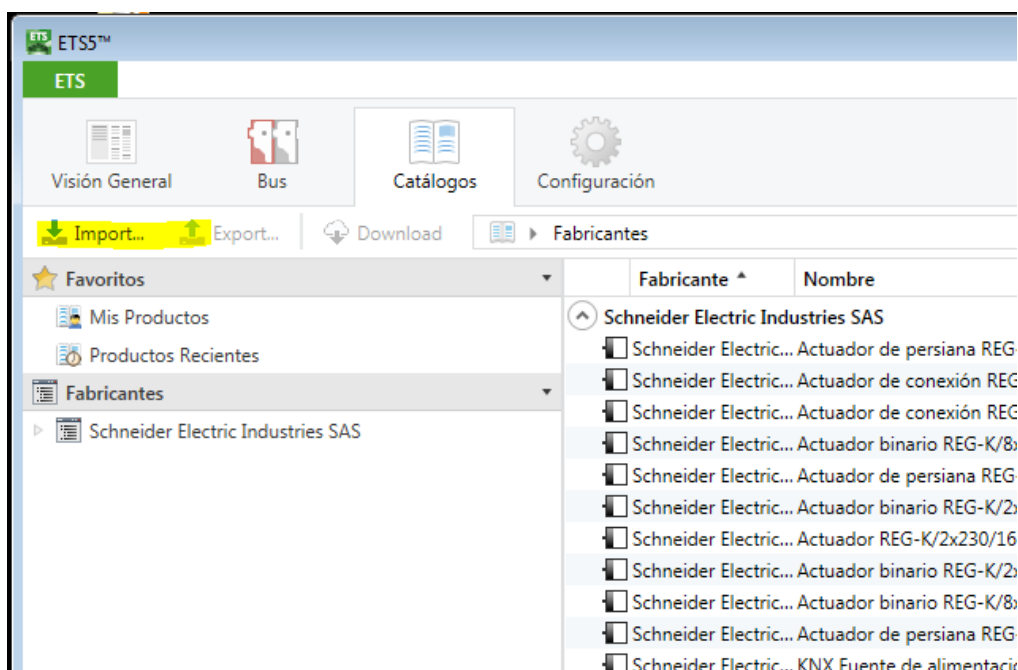 ETS ETS5™
ETS
Visión General Bus Catálogos Configuración
Import... Export... Download Fabricantes
Favoritos Fabricante Nombre
Mis Productos Schneider Electric Industries SAS
Productos Recientes Schneider Electric... Actuador de persiana REG-
Fabricantes Schneider Electric... Actuador de conexión REG
Schneider Electric Industries SAS Schneider Electric... Actuador de conexión REG
Schneider Electric... Actuador binario REG-K/8x
Schneider Electric... Actuador de persiana REG-
Schneider Electric... Actuador binario REG-K/2x
Schneider Electric... Actuador REG-K/2x230/16
Schneider Electric... Actuador binario REG-K/2x
Schneider Electric... Actuador binario REG-K/8x
Schneider Electric... Actuador de persiana REG-
Schneider Electric... KNX Fuente de alimentació